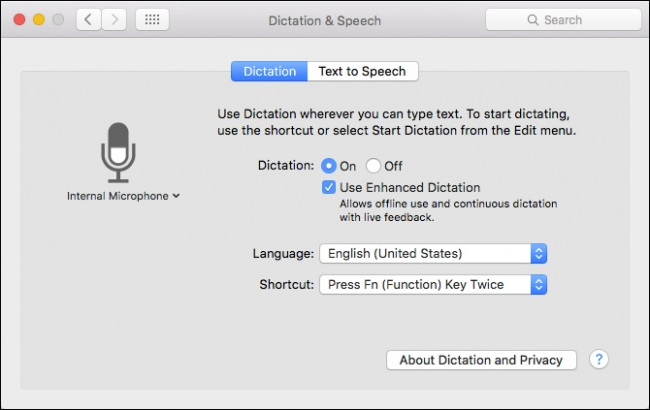 Dictation & Speech
Search
Dictation
Text to Speech
Use Dictation wherever you can type text. To start dictating,
use the shortcut or select Start Dictation from the Edit menu.
Internal Microphone
Dictation: On Off
Use Enhanced Dictation
Allows offline use and continuous dictation
with live feedback.
Language: English (United States)
Shortcut: Press Fn (Function) Key Twice
About Dictation and Privacy
?